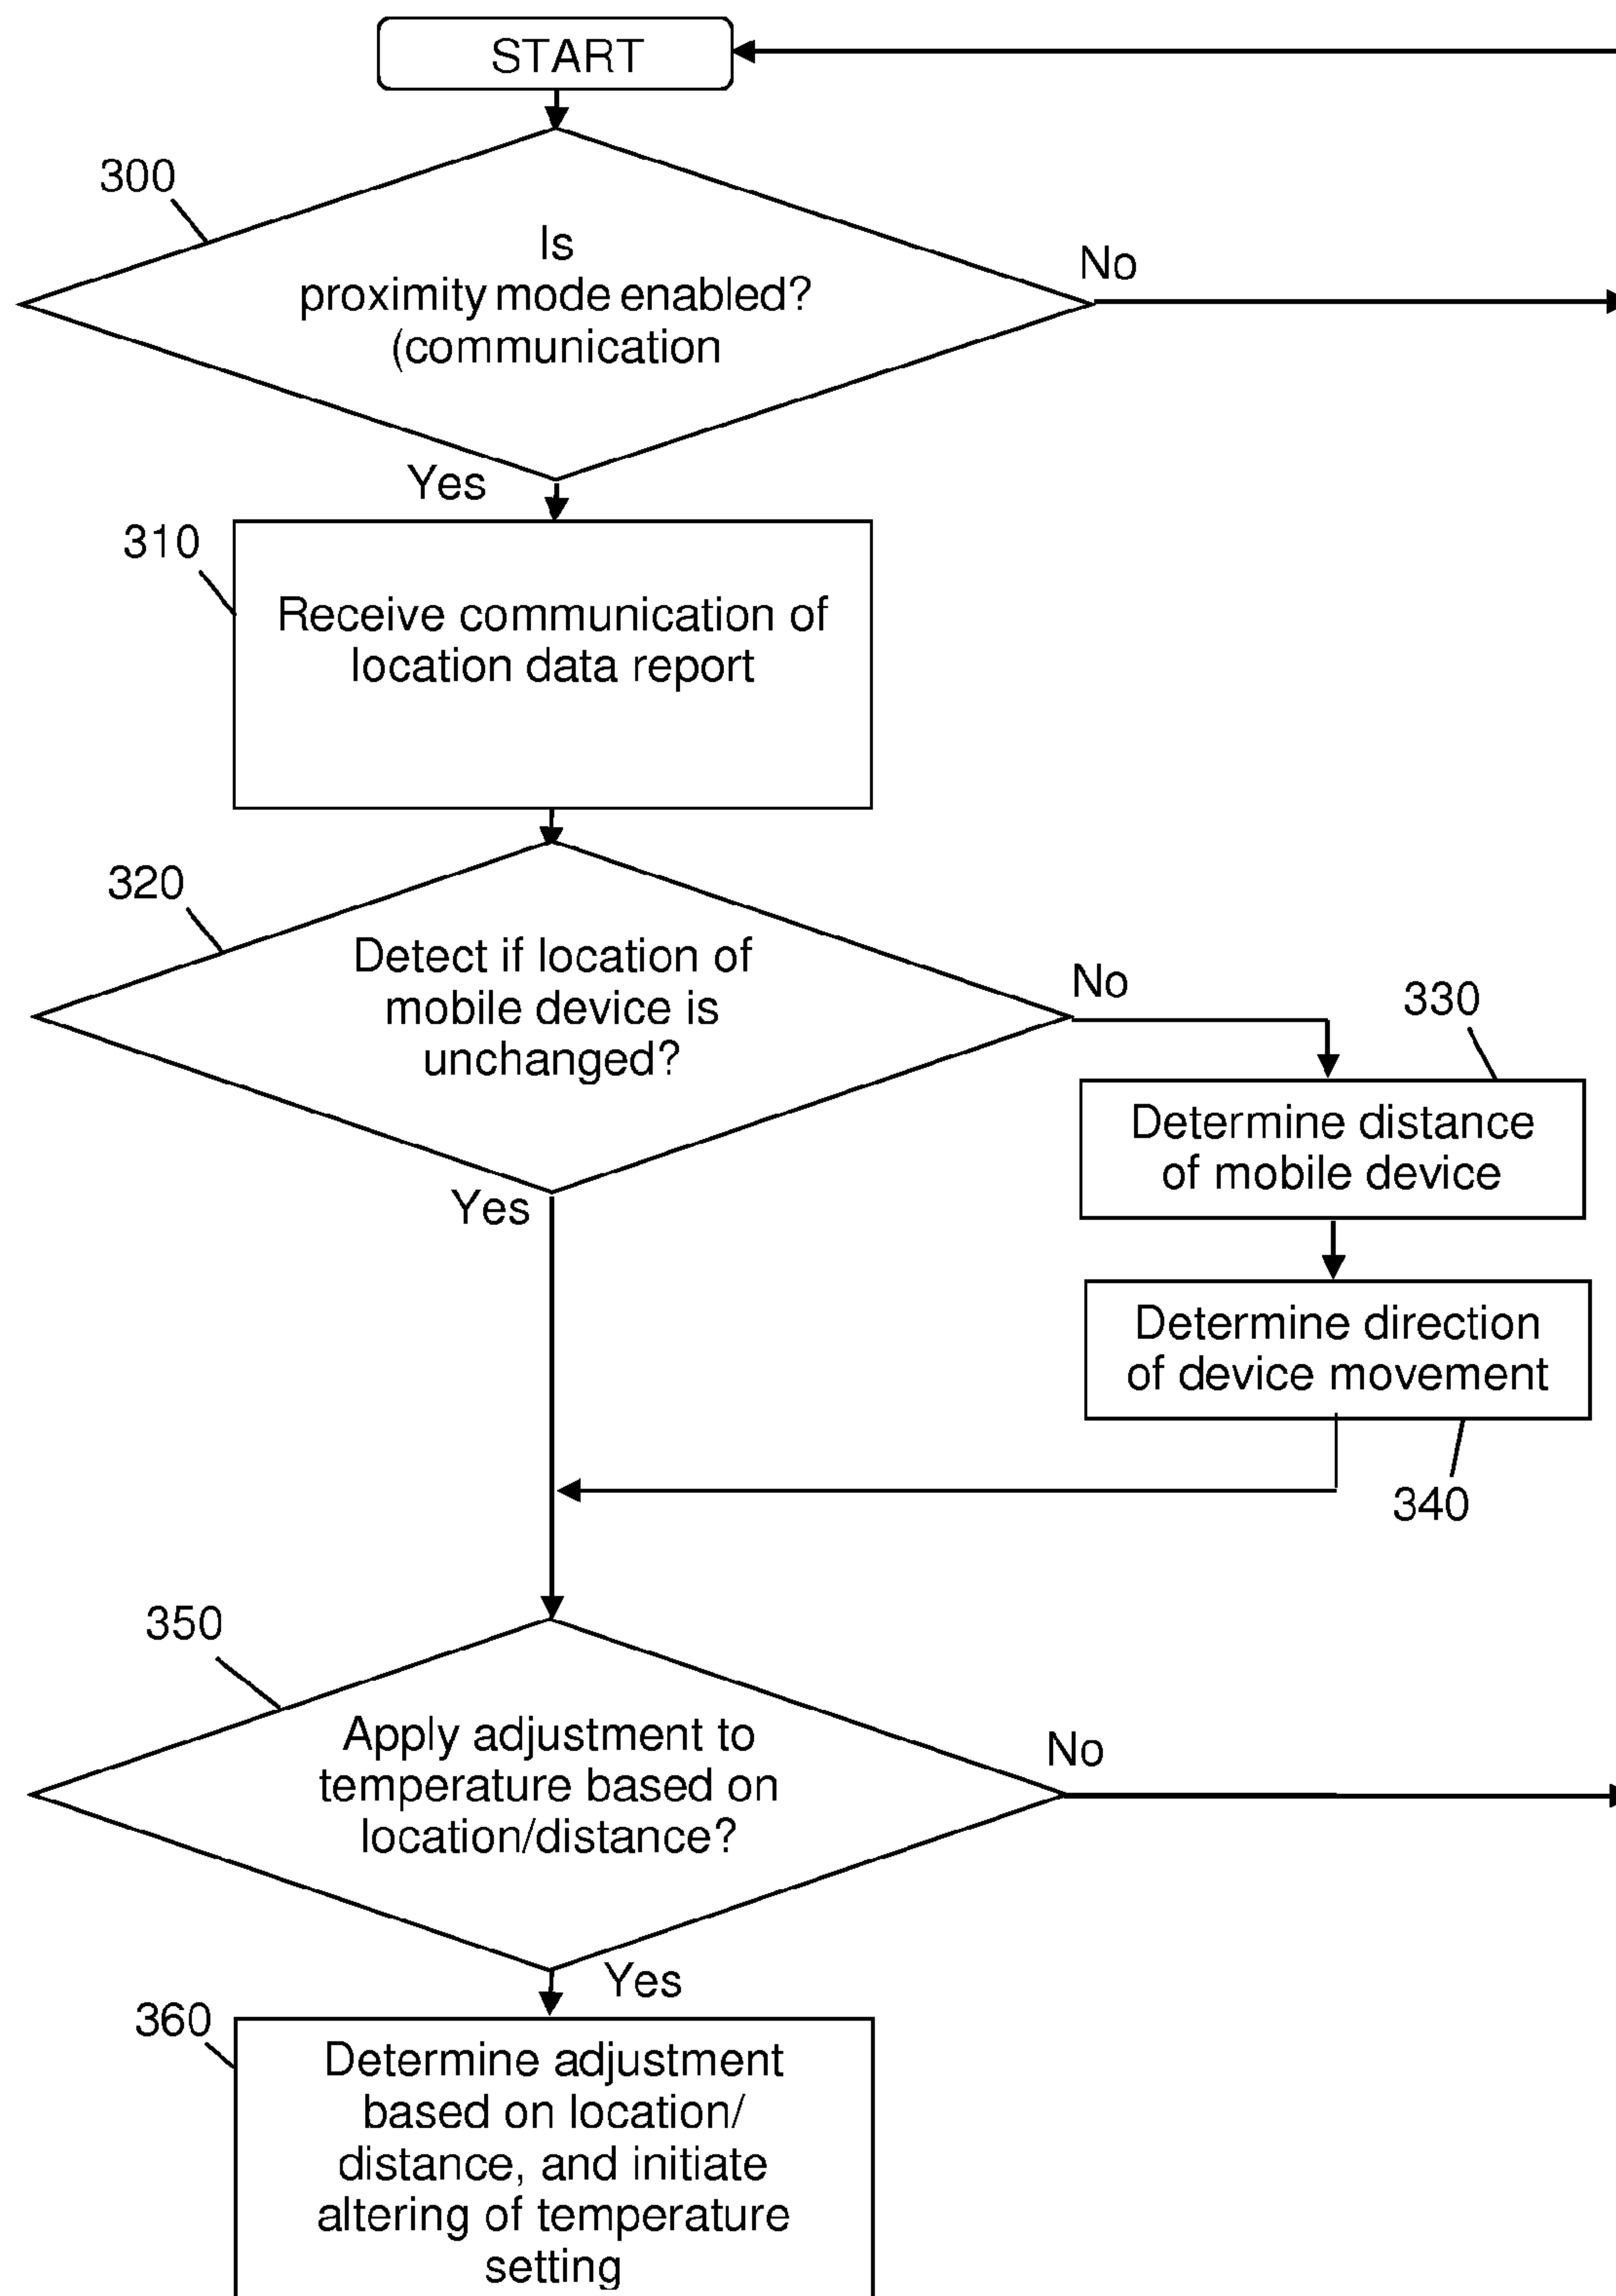 START
300
Is
proximity mode enabled?
(communication
No
Yes
310
Receive communication of
location data report
320
Detect if location of
mobile device is
unchanged?
No
330
Determine distance
of mobile device
Yes
Determine direction
of device movement
340
350
Apply adjustment to
temperature based on
location/distance?
No
Yes
360
Determine adjustment
based on location/
distance, and initiate
altering of temperature
setting